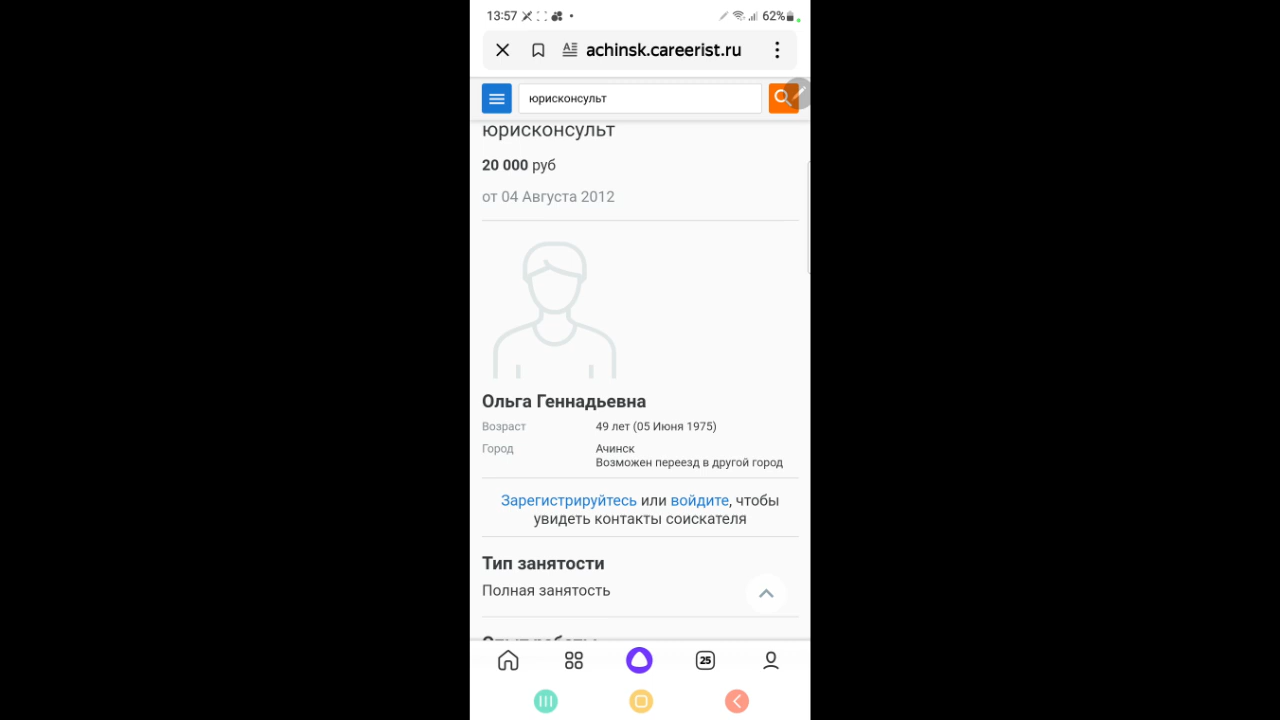 13:57
62%
achinsk.careerist.ru
юрисконсульт
юрисконсульт
20 000 руб
от 04 Августа 2012
Ольга Геннадьевна
Возраст 49 лет (05 Июня 1975)
Город Ачинск
Возможен переезд в другой город
Зарегистрируйтесь или войдите, чтобы
увидеть контакты соискателя
Тип занятости
Полная занятость
25